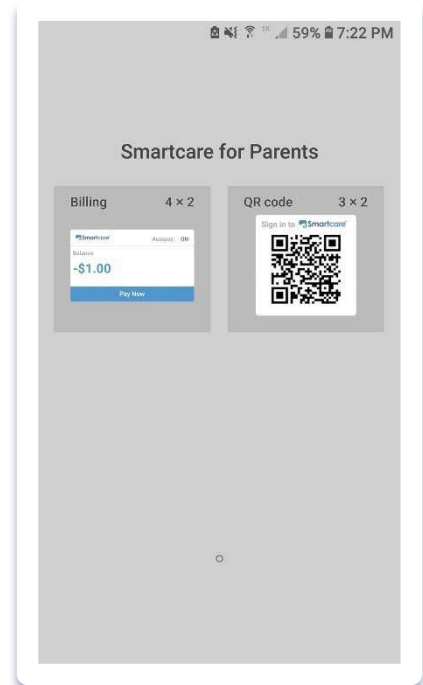 1X 59% 7:22 PM
Smartcare for Parents
Billing 4 × 2
Smartcare Autopay: ON
Balance
-$1.00
Pay Now
QR code 3 × 2
Sign in to Smartcare